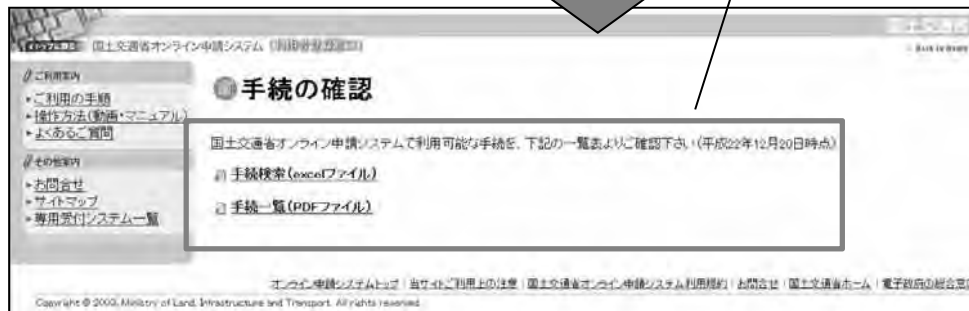 国土交通省オンライン申請システム
ご利用案内
ご利用の手順
操作方法(動画・マニュアル)
よくあるご質問
その他案内
お問合せ
サイトマップ
専用受付システム一覧
手続の確認
国土交通省オンライン申請システムで利用可能な手続を、下記の一覧表よりご確認下さい(平成22年12月20日時点)
手続検索(excelファイル)
手続一覧(PDFファイル)
オンライン申請システムトップ | 当サイトご利用上の注意 | 国土交通省オンライン申請システム利用規約 | お問合せ | 国土交通省ホーム | 電子政府の総合窓
Copyright © 2003, Ministry of Land, Infrastructure and Transport. All rights reserved